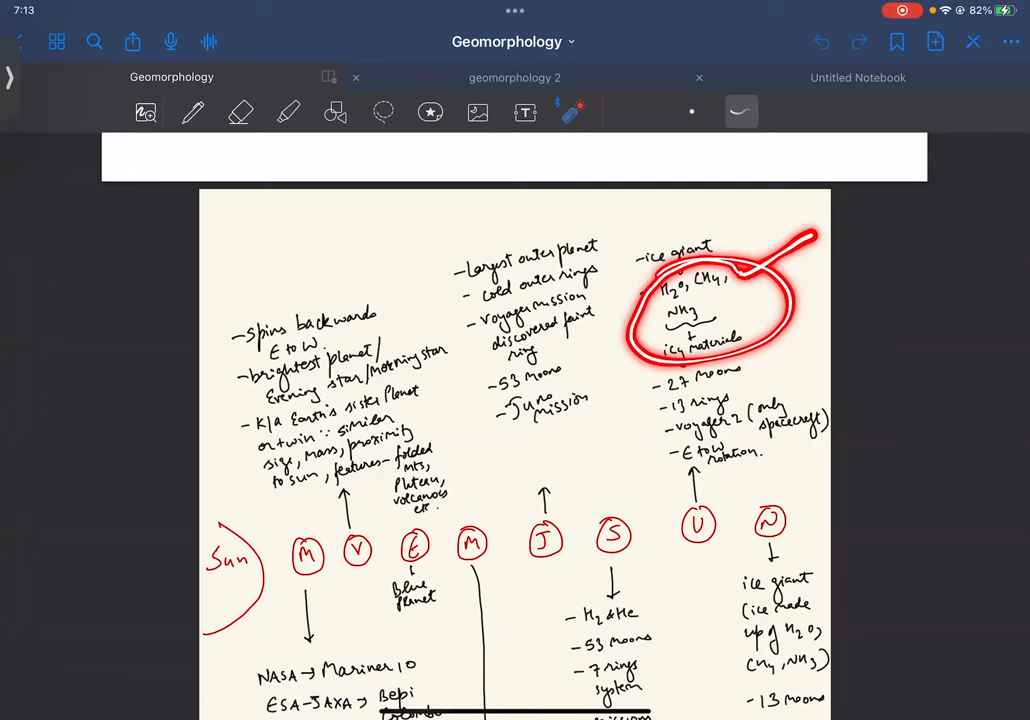 7:13
82%
Geomorphology
Geomorphology
geomorphology 2
Untitled Notebook
- spins backwards
E to W
- brightest planet/
Evening star/Morning star
- k/a Earth's sister Planet
or twin ∵ similar
size, Mass, proximity
to sun, features - folded
Mts,
Plateau,
volcanoes
etc.
- Largest outer planet
- cold outer rings
- voyager mission
discovered faint
ring
- 53 Moons
- Juno
mission
- ice giant
- H2O, CH4,
NH3
icy materials
- 27 Moons
- 13 rings
- voyager 2 (only
spacecraft)
- E to W
rotation.
Sun
M
V
E
M
J
S
U
N
Blue
planet
NASA → Mariner 10
ESA-JAXA → Bepi
Colombo
- H2 & He
- 53 moons
- 7 rings
system
ice giant
(ice made
up of H2O,
CH4, NH3)
- 13 Moons